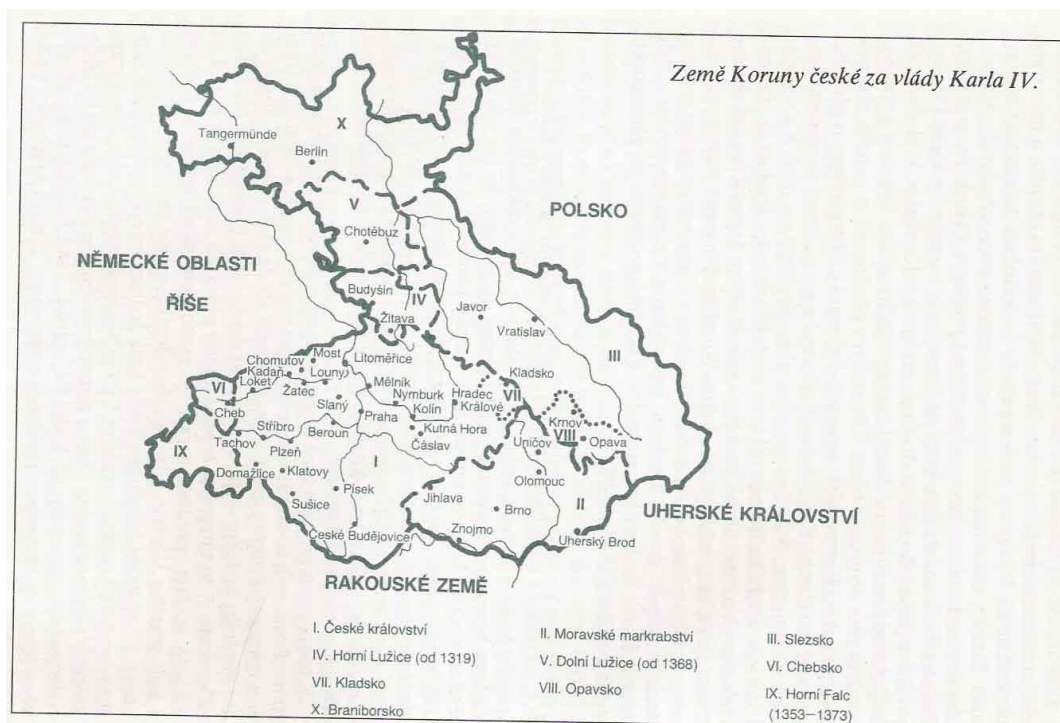 Země Koruny české za vlády Karla IV.
X
Tangermünde
Berlín
V
POLSKO
Chotěbuz
NĚMECKÉ OBLASTI
ŘÍŠE
Budyšín
IV
Žitava
Javor
Vratislav
III
Most
Litoměřice
Chomutov
Kadaň
Louny
Loket
Žatec
VI
Mělník
Kladsko
Nymburk
Hradec
Králové
VII
Slaný
Kolín
Cheb
Praha
Krnov
Stříbro
Beroun
Kutná Hora
VIII
Opava
Tachov
Čáslav
Uničov
Plzeň
IX
I
Domažlice
Klatovy
Olomouc
Písek
Jihlava
II
Sušice
Brno
UHERSKÉ KRÁLOVSTVÍ
Znojmo
České Budějovice
Uherský Brod
RAKOUSKÉ ZEMĚ
I. České království
II. Moravské markrabství
III. Slezsko
IV. Horní Lužice (od 1319)
V. Dolní Lužice (od 1368)
VI. Chebsko
VII. Kladsko
VIII. Opavsko
IX. Horní Falc
(1353—1373)
X. Braniborsko